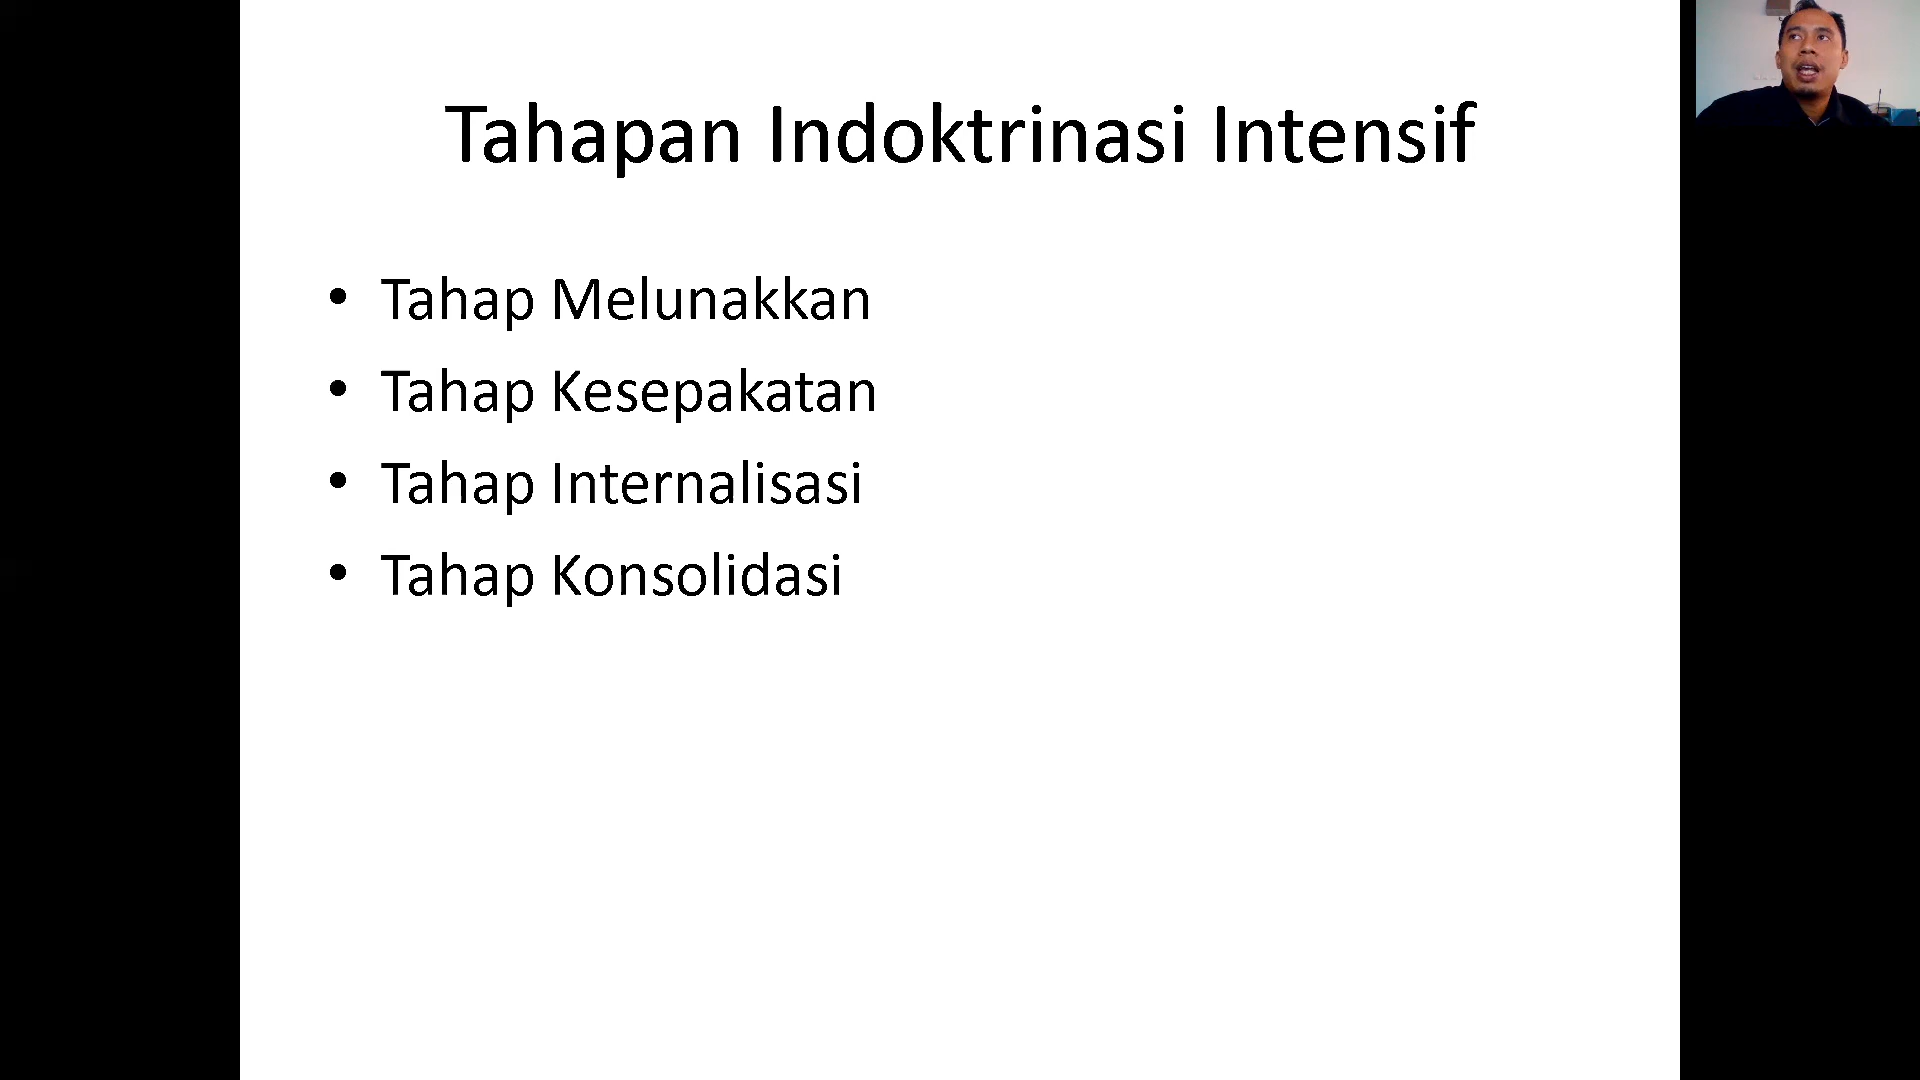 Tahapan Indoktrinasi Intensif
• Tahap Melunakkan
• Tahap Kesepakatan
• Tahap Internalisasi
• Tahap Konsolidasi